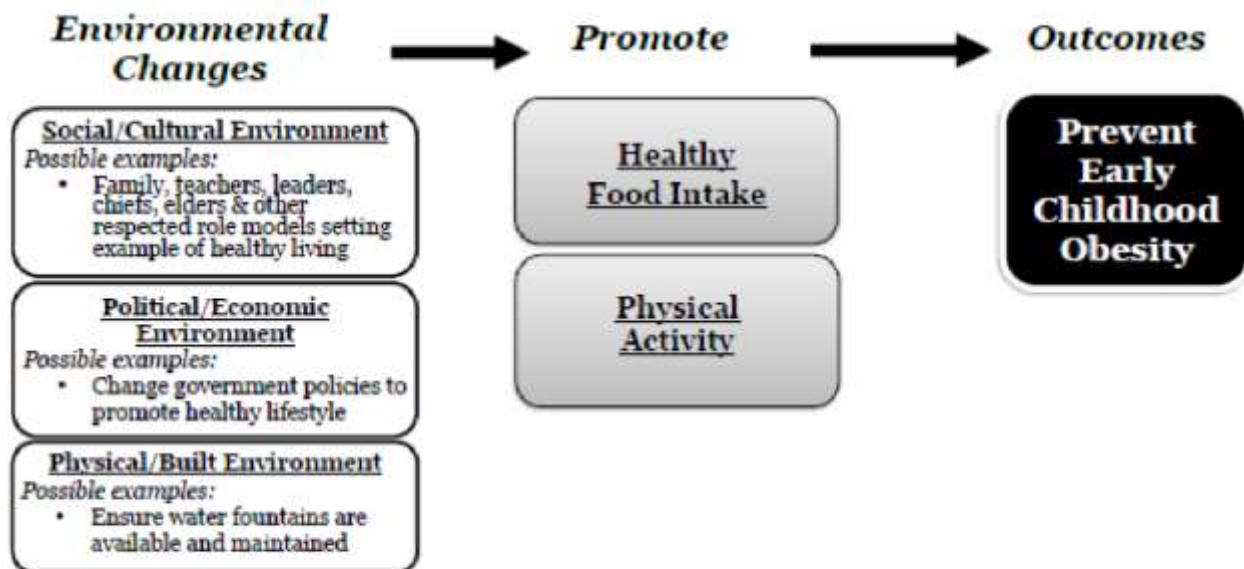 Environmental
Changes
Promote
Outcomes
Social/Cultural Environment
Possible examples:
• Family, teachers, leaders,
chiefs, elders & other
respected role models setting
example of healthy living
Political/Economic
Environment
Possible examples:
• Change government policies to
promote healthy lifestyle
Physical/Built Environment
Possible examples:
• Ensure water fountains are
available and maintained
Healthy
Food Intake
Physical
Activity
Prevent
Early
Childhood
Obesity